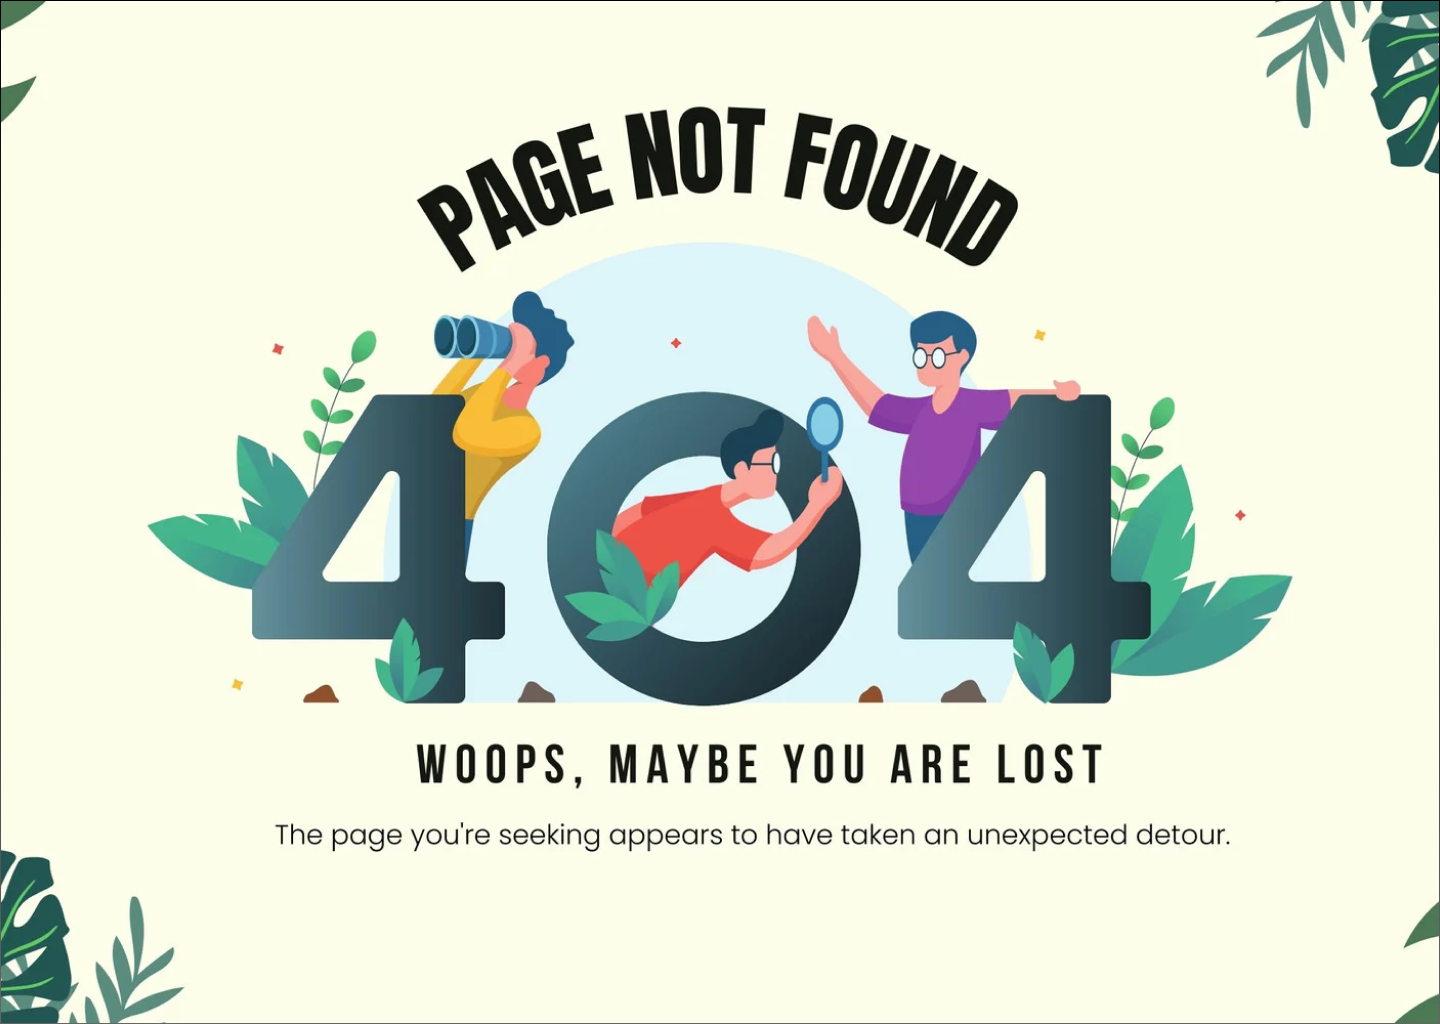 PAGE NOT FOUND
404
WOOPS, MAYBE YOU ARE LOST
The page you're seeking appears to have taken an unexpected detour.